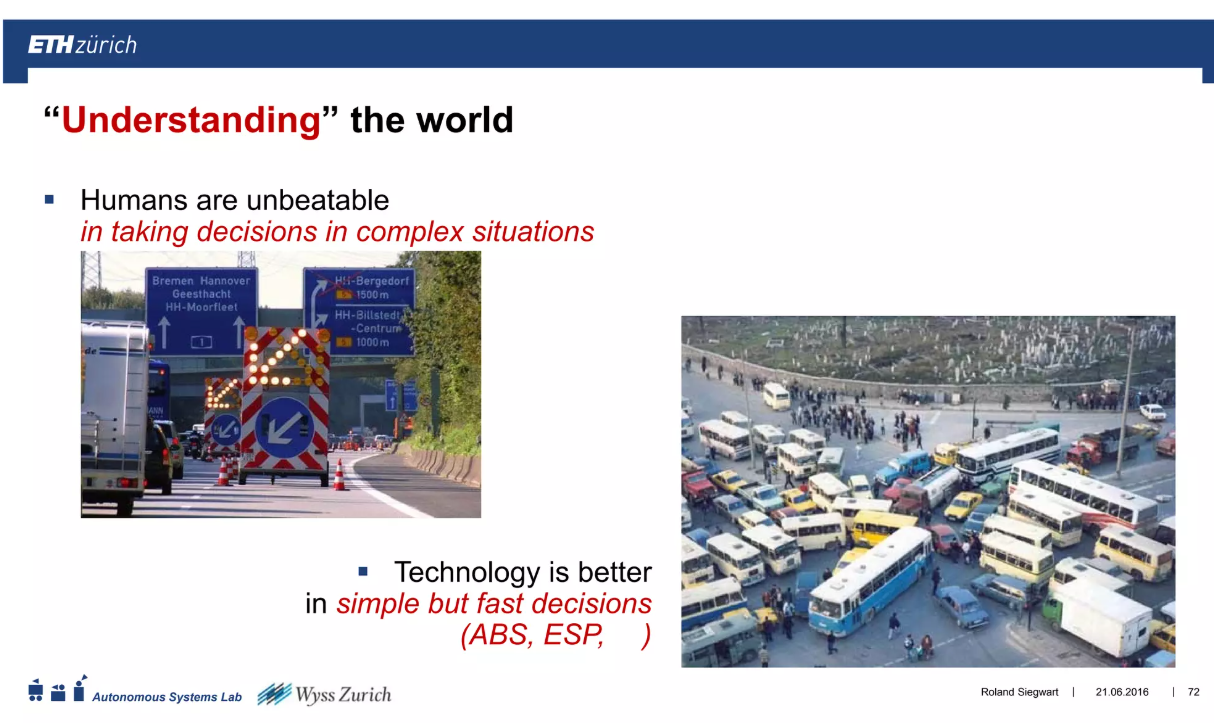 ETH zürich
“Understanding” the world
▪ Humans are unbeatable
in taking decisions in complex situations
Bremen Hannover
Geesthacht
HH-Moorfleet
1
HH-Bergedorf
1500 m
HH-Billstedt
-Centrum
1000 m
de
▪ Technology is better
in simple but fast decisions
(ABS, ESP, )
Autonomous Systems Lab
Wyss Zurich
Roland Siegwart | 21.06.2016 | 72